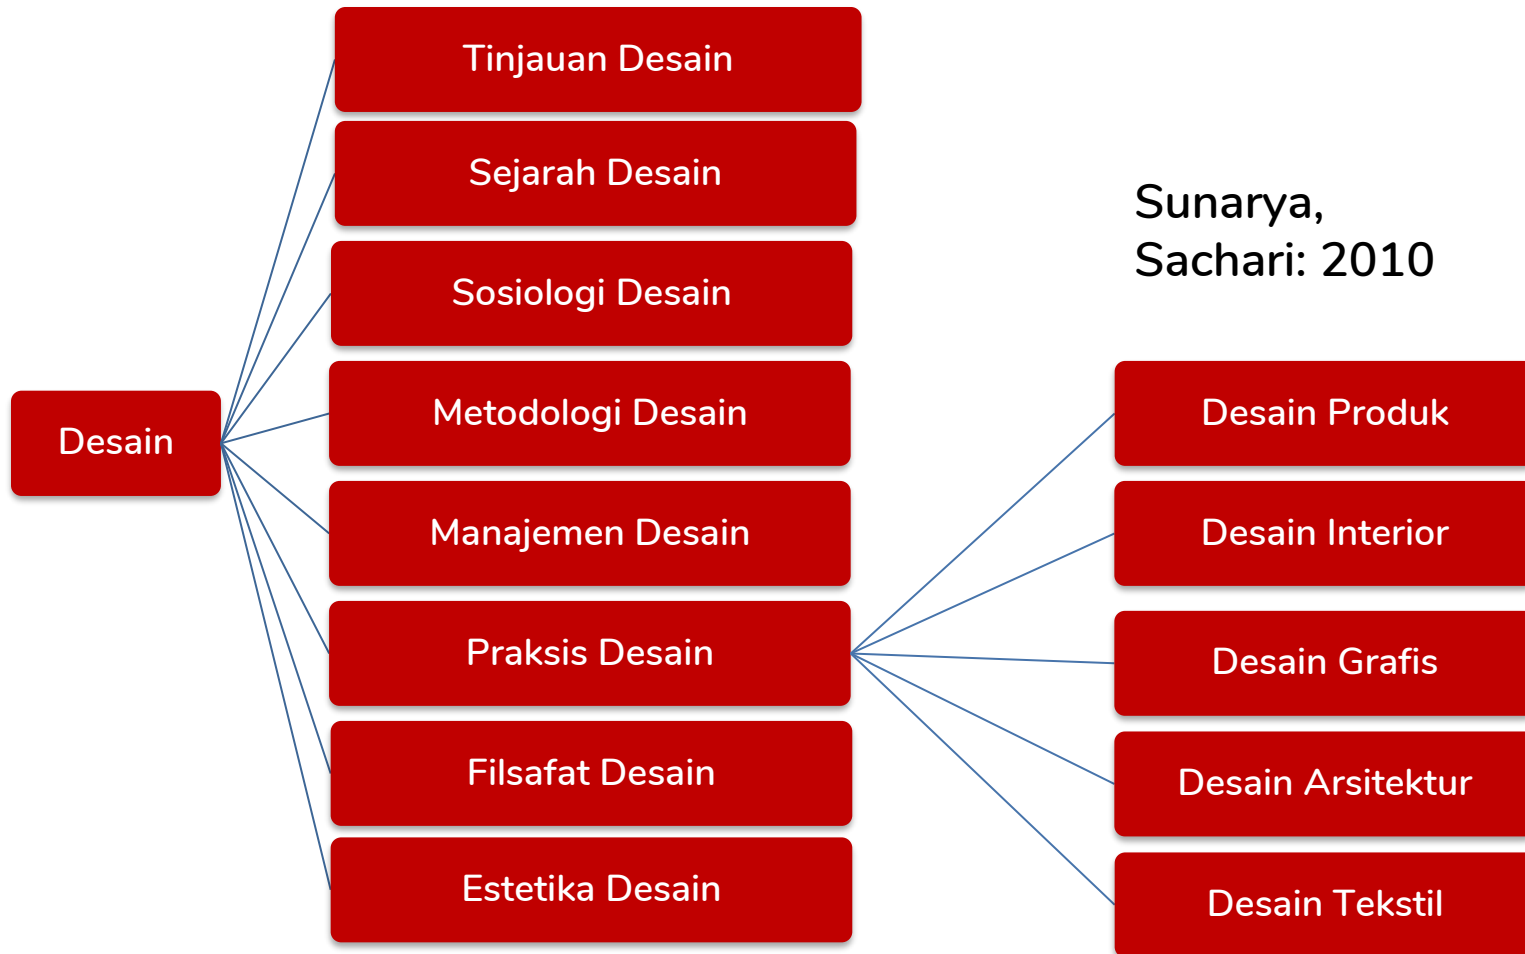 Tinjauan Desain
Sejarah Desain
Sosiologi Desain
Metodologi Desain
Manajemen Desain
Praksis Desain
Filsafat Desain
Estetika Desain
Desain
Sunarya,
Sachari: 2010
Desain Produk
Desain Interior
Desain Grafis
Desain Arsitektur
Desain Tekstil